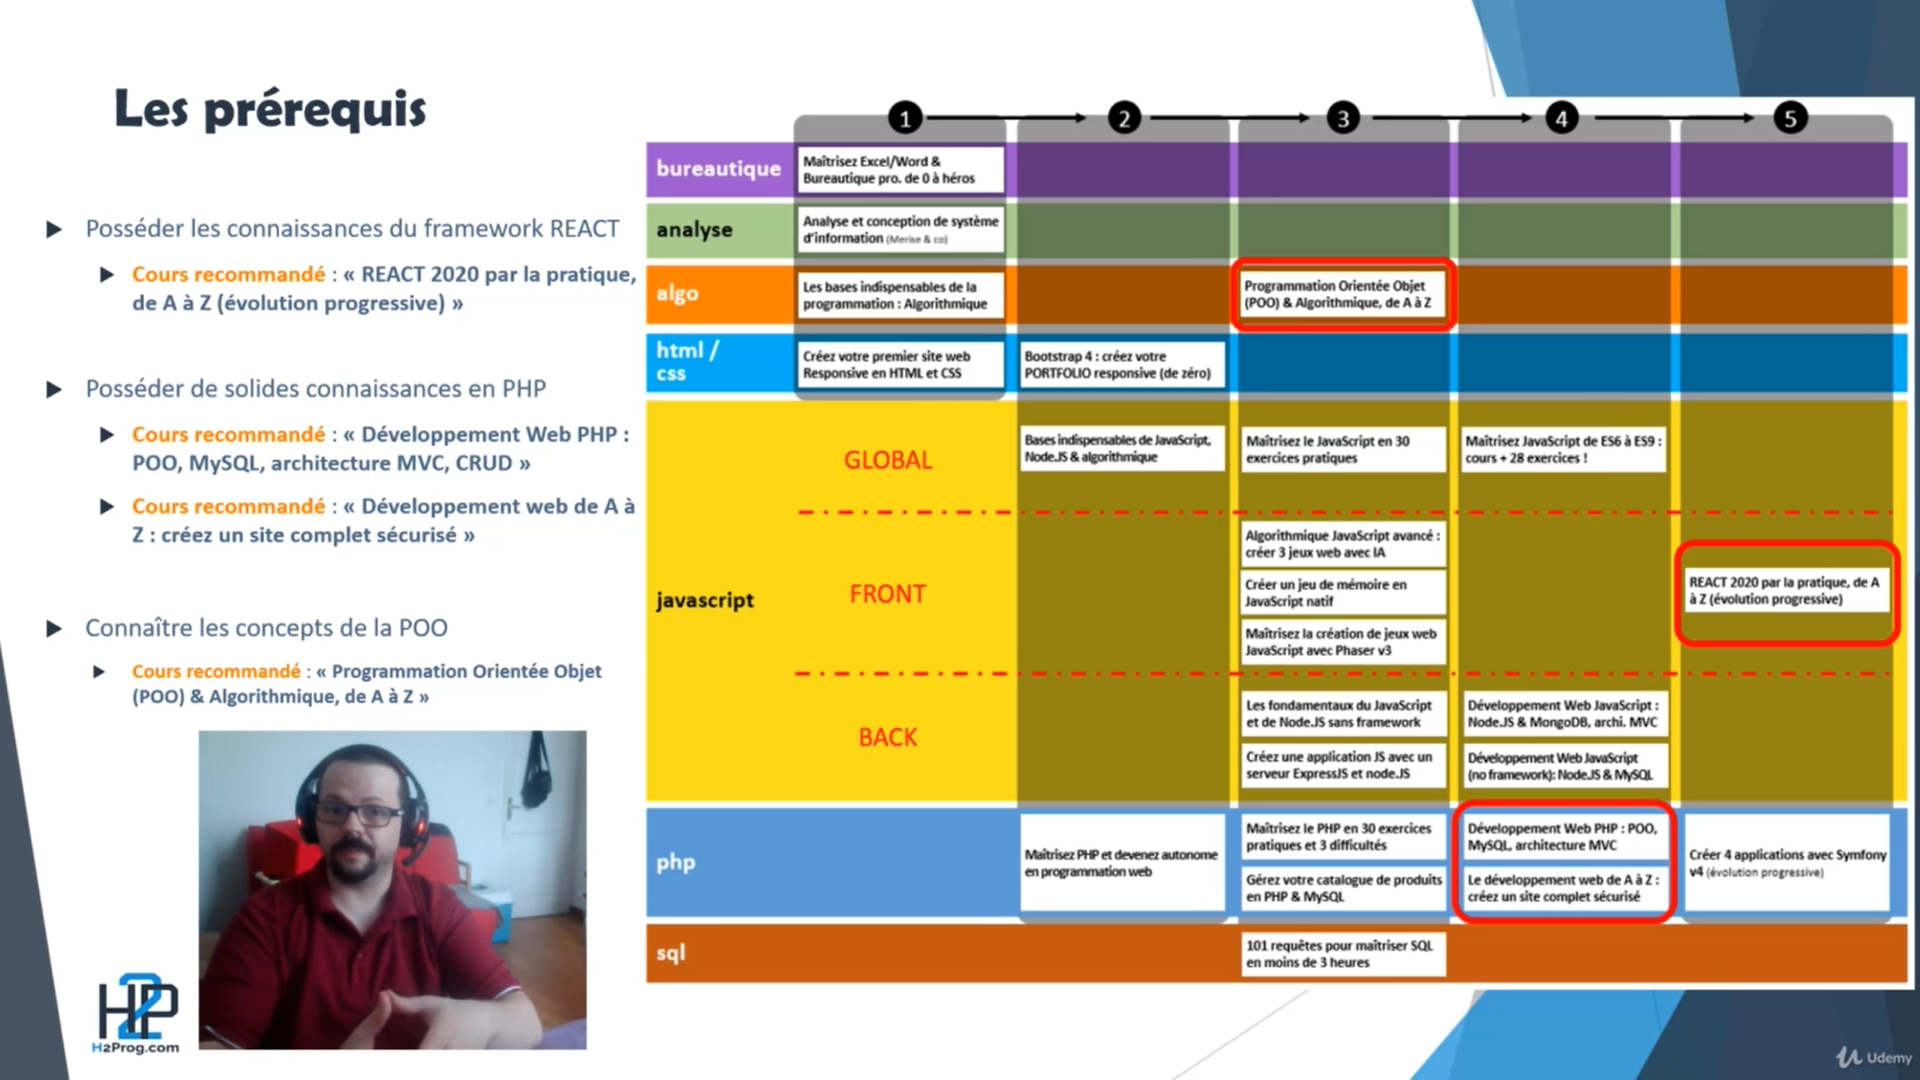 Les prérequis
Posséder les connaissances du framework REACT
Cours recommandé : « REACT 2020 par la pratique,
de A à Z (évolution progressive) »
Posséder de solides connaissances en PHP
Cours recommandé : « Développement Web PHP :
POO, MySQL, architecture MVC, CRUD »
Cours recommandé : « Développement web de A à
Z : créez un site complet sécurisé »
Connaître les concepts de la POO
Cours recommandé : « Programmation Orientée Objet
(POO) & Algorithmique, de A à Z »
H2P
H2Prog.com
1
2
3
4
5
bureautique
Maîtrisez Excel/Word &
Bureautique pro. de 0 à héros
analyse
Analyse et conception de système
d'information (Merise & co)
algo
Les bases indispensables de la
programmation : Algorithmique
Programmation Orientée Objet
(POO) & Algorithmique, de A à Z
html /
css
Créez votre premier site web
Responsive en HTML et CSS
Bootstrap 4 : créez votre
PORTFOLIO responsive (de zéro)
javascript
GLOBAL
Bases indispensables de JavaScript,
Node.JS & algorithmique
Maîtrisez le JavaScript en 30
exercices pratiques
Maîtrisez JavaScript de ES6 à ES9 :
cours + 28 exercices !
FRONT
Algorithmique JavaScript avancé :
créer 3 jeux web avec IA
Créer un jeu de mémoire en
JavaScript natif
Maîtrisez la création de jeux web
JavaScript avec Phaser v3
REACT 2020 par la pratique, de A
à Z (évolution progressive)
BACK
Les fondamentaux du JavaScript
et de Node.JS sans framework
Créez une application JS avec un
serveur ExpressJS et node.JS
Développement Web JavaScript :
Node.JS & MongoDB, archi. MVC
Développement Web JavaScript
(no framework): Node.JS & MySQL
php
Maîtrisez PHP et devenez autonome
en programmation web
Maîtrisez le PHP en 30 exercices
pratiques et 3 difficultés
Gérez votre catalogue de produits
en PHP & MySQL
Développement Web PHP : POO,
MySQL, architecture MVC
Le développement web de A à Z :
créez un site complet sécurisé
Créer 4 applications avec Symfony
v4 (évolution progressive)
sql
101 requêtes pour maîtriser SQL
en moins de 3 heures
Udemy